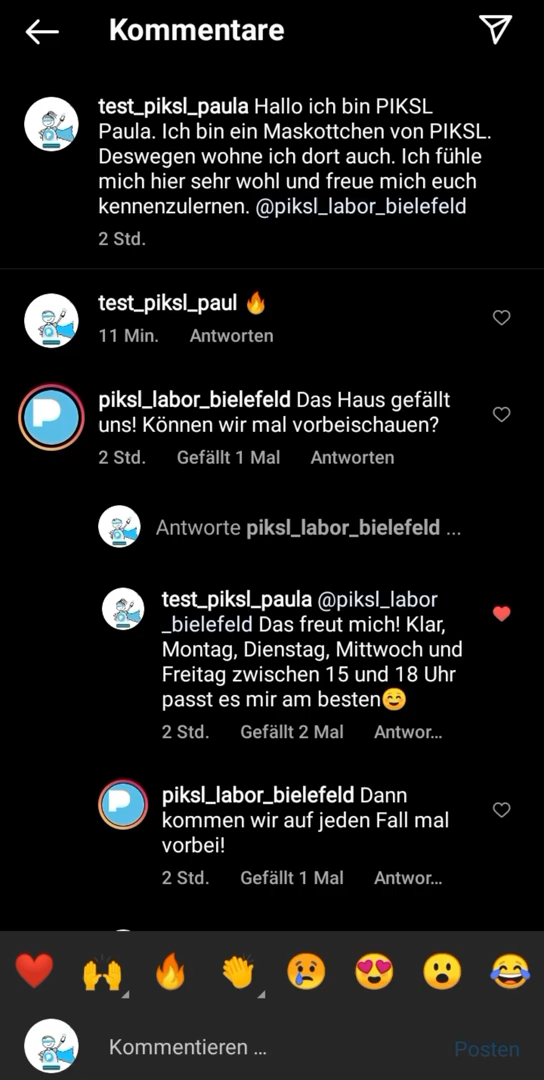 Kommentare
test_piksl_paula Hallo ich bin PIKSL
Paula. Ich bin ein Maskottchen von PIKSL.
Deswegen wohne ich dort auch. Ich fühle
mich hier sehr wohl und freue mich euch
kennenzulernen. @piksl_labor_bielefeld
2 Std.
test_piksl_paul 🔥
11 Min. Antworten
piksl_labor_bielefeld Das Haus gefällt
uns! Können wir mal vorbeischauen?
2 Std. Gefällt 1 Mal Antworten
Antworte piksl_labor_bielefeld ...
test_piksl_paula @piksl_labor
_bielefeld Das freut mich! Klar,
Montag, Dienstag, Mittwoch und
Freitag zwischen 15 und 18 Uhr
passt es mir am besten😊
2 Std. Gefällt 2 Mal Antwor...
piksl_labor_bielefeld Dann
kommen wir auf jeden Fall mal
vorbei!
2 Std. Gefällt 1 Mal Antwor...
❤️ 🙌 🔥 👏 😢 😍 😮 😂
Kommentieren ... Posten